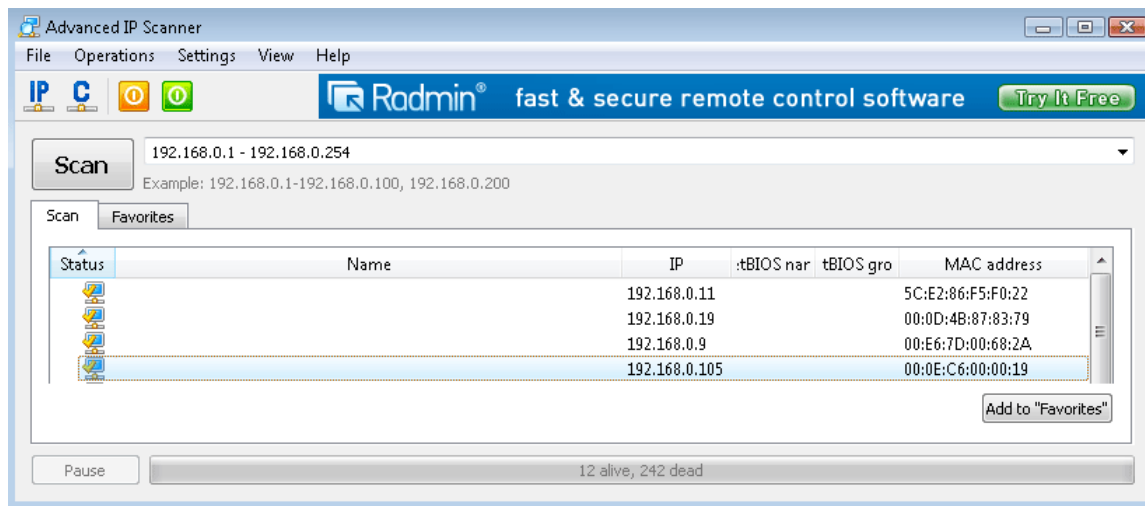 Advanced IP Scanner
File Operations Settings View Help
IP C Radmin® fast & secure remote control software Try It Free
Scan 192.168.0.1 - 192.168.0.254
Example: 192.168.0.1-192.168.0.100, 192.168.0.200
Scan Favorites
Status Name IP :tBIOS nar tBIOS gro MAC address
192.168.0.11 5C:E2:86:F5:F0:22
192.168.0.19 00:0D:4B:87:83:79
192.168.0.9 00:E6:7D:00:68:2A
192.168.0.105 00:0E:C6:00:00:19
Add to "Favorites"
Pause 12 alive, 242 dead